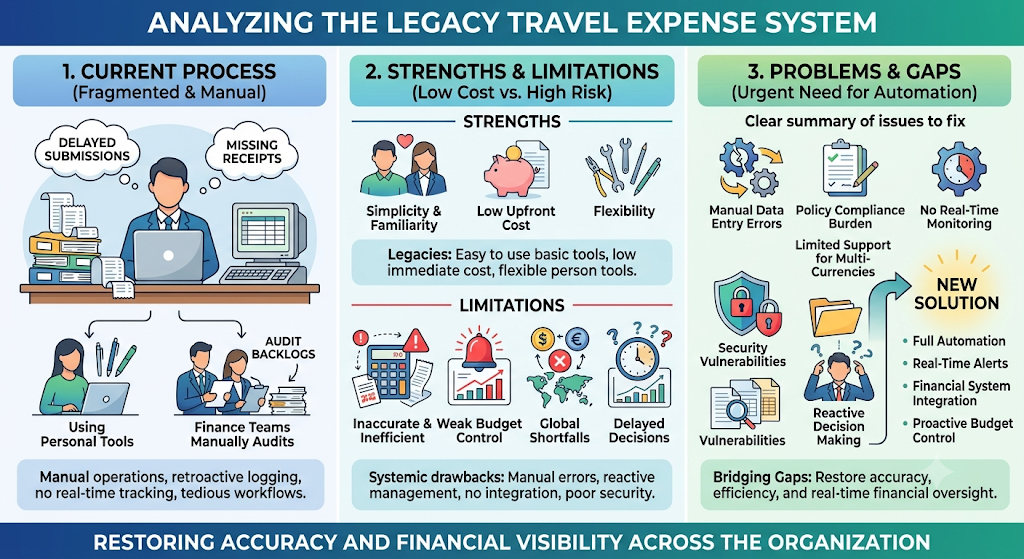 ANALYZING THE LEGACY TRAVEL EXPENSE SYSTEM
1. CURRENT PROCESS
(Fragmented & Manual)
DELAYED
SUBMISSIONS
MISSING
RECEIPTS
AUDIT
BACKLOGS
Using
Personal Tools
Finance Teams
Manually Audits
Manual operations, retroactive logging,
no real-time tracking, tedious workflows.
2. STRENGTHS & LIMITATIONS
(Low Cost vs. High Risk)
STRENGTHS
Simplicity &
Familiarity
Low Upfront
Cost
Flexibility
Legacies: Easy to use basic tools, low
immediate cost, flexible person tools.
LIMITATIONS
Inaccurate &
Inefficient
Weak Budget
Control
Global
Shortfalls
Delayed
Decisions
Systemic drawbacks: Manual errors, reactive
management, no integration, poor security.
3. PROBLEMS & GAPS
(Urgent Need for Automation)
Clear summary of issues to fix
Manual Data
Entry Errors
Policy Compliance
Burden
No Real-Time
Monitoring
Limited Support
for Multi-
Currencies
Security
Vulnerabilities
Vulnerabilities
Reactive
Decision
Making
NEW
SOLUTION
• Full Automation
• Real-Time Alerts
• Financial System
Integration
• Proactive Budget
Control
Bridging Gaps: Restore accuracy,
efficiency, and real-time financial oversight.
RESTORING ACCURACY AND FINANCIAL VISIBILITY ACROSS THE ORGANIZATION